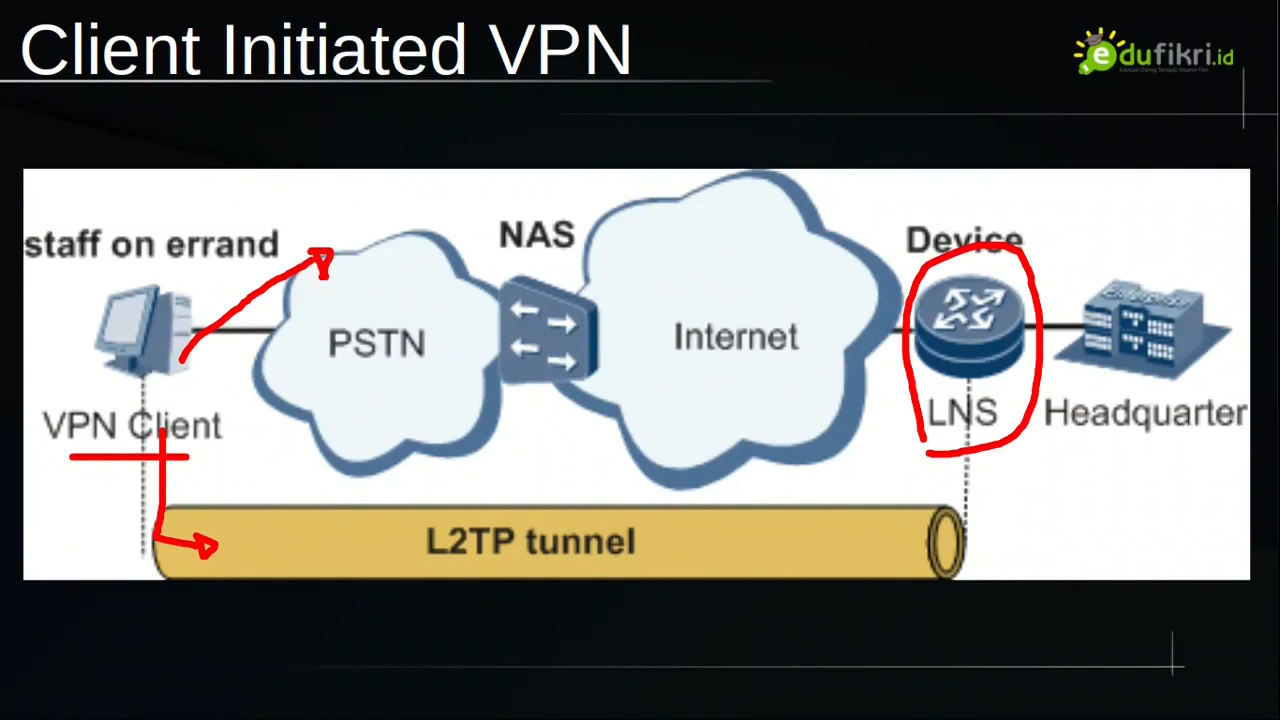 Client Initiated VPN
edufikri.id
staff on errand
NAS
Device
PSTN
Internet
VPN Client
LNS
Headquarter
L2TP tunnel